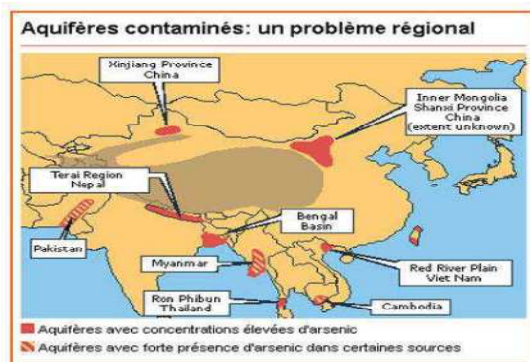 Aquifères contaminés: un problème régional
Xinjiang Province
China
Inner Mongolia
Shanxi Province
China
(extent unknown)
Terai Region
Nepal
Bengal
Basin
Pakistan
Myanmar
Red River Plain
Viet Nam
Ron Phibun
Thailand
Cambodia
Aquifères avec concentrations élevées d'arsenic
Aquifères avec forte présence d'arsenic dans certaines sources